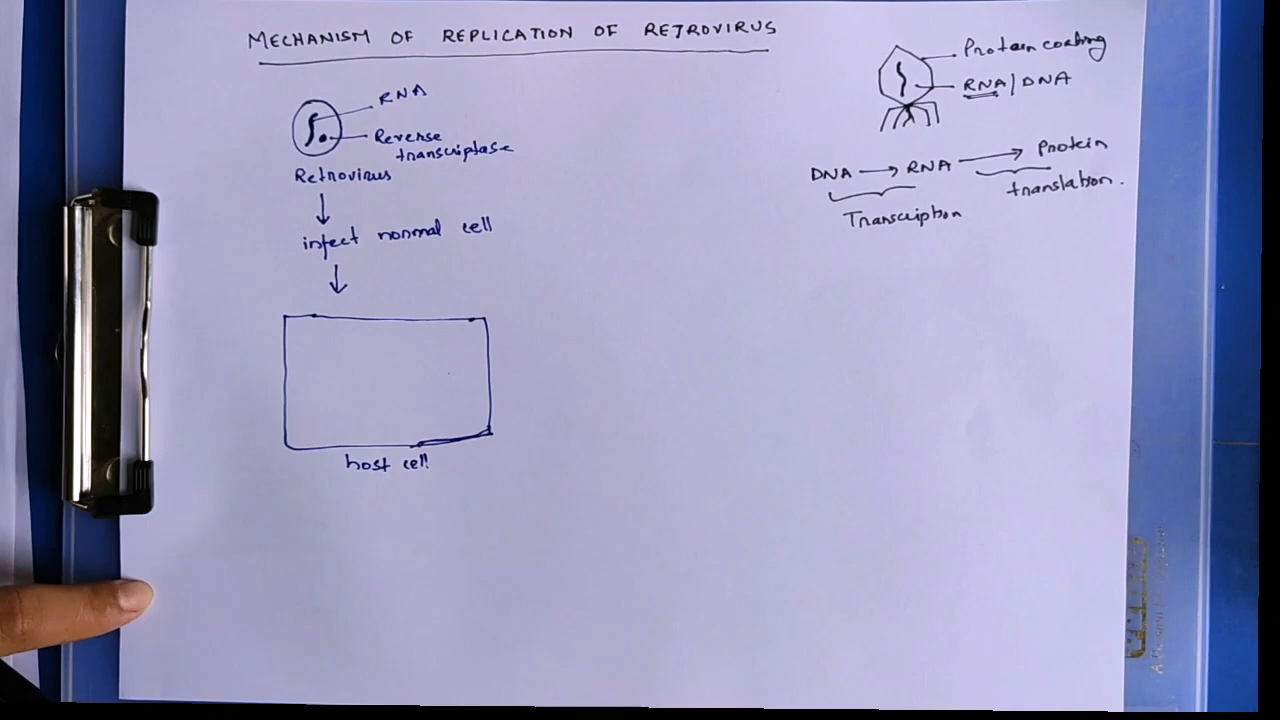 MECHANISM OF REPLICATION OF RETROVIRUS
RNA
Reverse
transcriptase
Retrovirus
infect normal cell
host cell
Protein coating
RNA/DNA
DNA → RNA → Protein
Transcription
translation.